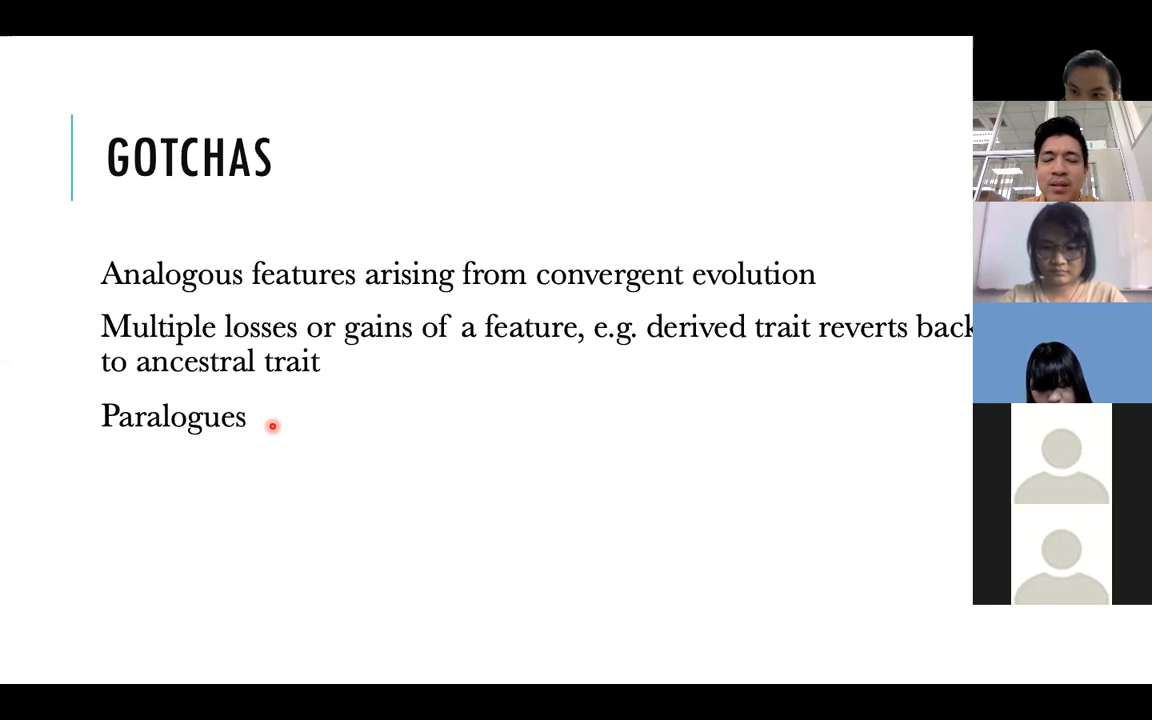 GOTCHAS
Analogous features arising from convergent evolution
Multiple losses or gains of a feature, e.g. derived trait reverts back
to ancestral trait
Paralogues